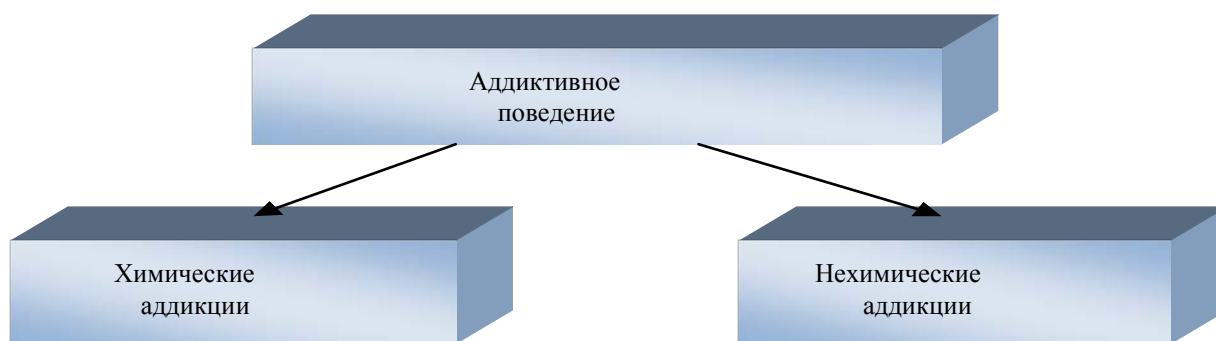 Аддиктивное
поведение
Химические
аддикции
Нехимические
аддикции